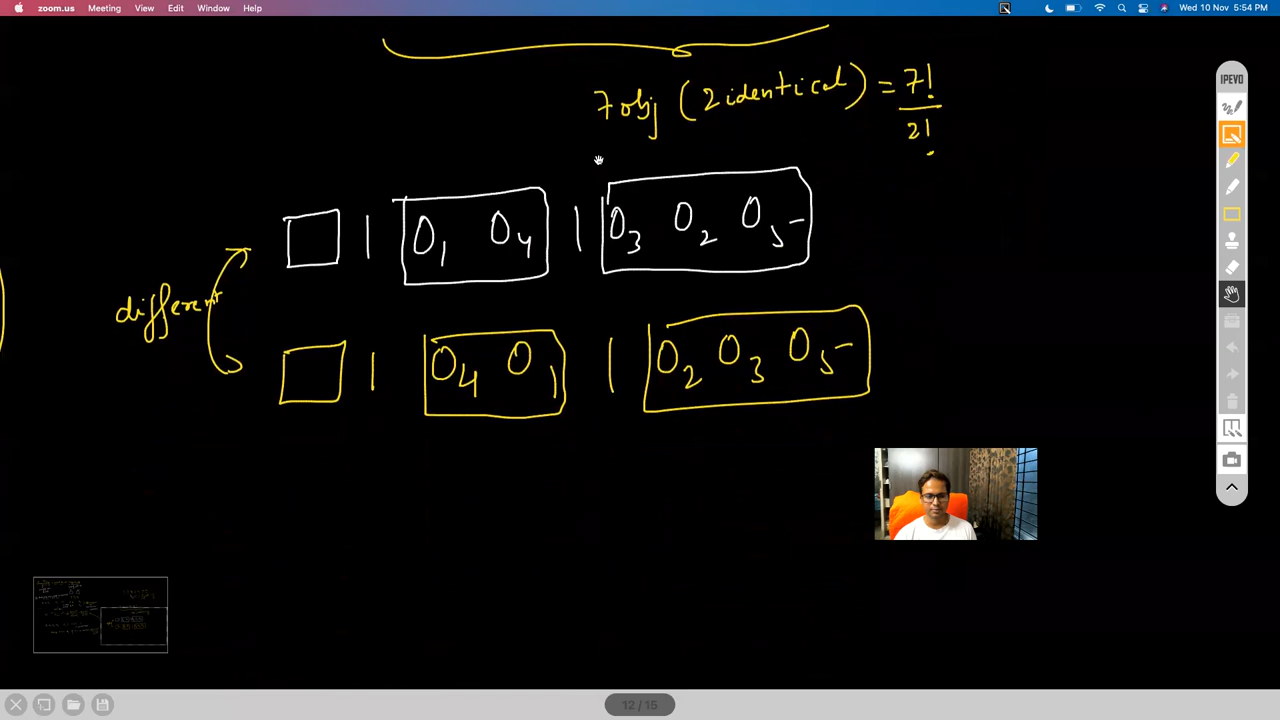 zoom.us Meeting View Edit Window Help Wed 10 Nov 5:54 PM
IPEVO
7 obj (2 identical) = 7!/2!
| O1 O4 | O3 O2 O5
different
| O4 O1 | O2 O3 O5
12 / 15